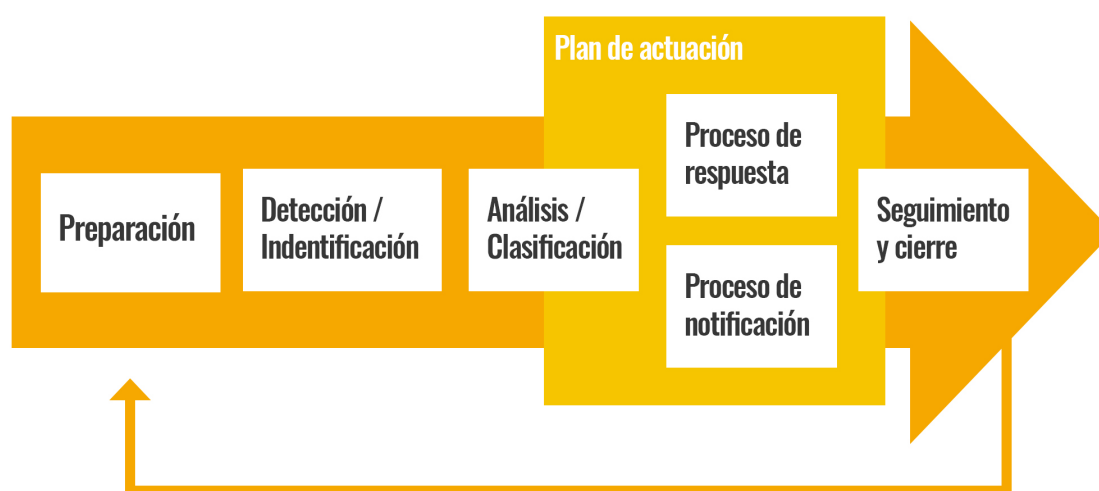 Plan de actuación
Preparación
Detección /
Indentificación
Análisis /
Clasificación
Proceso de
respuesta
Proceso de
notificación
Seguimiento
y cierre